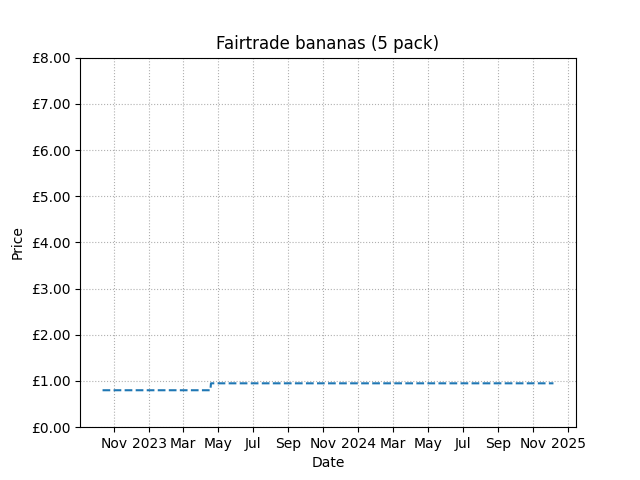 Fairtrade bananas (5 pack)
£8.00
£7.00
£6.00
£5.00
£4.00
£3.00
£2.00
£1.00
£0.00
Price
Nov 2023 Mar May Jul Sep Nov 2024 Mar May Jul Sep Nov 2025
Date